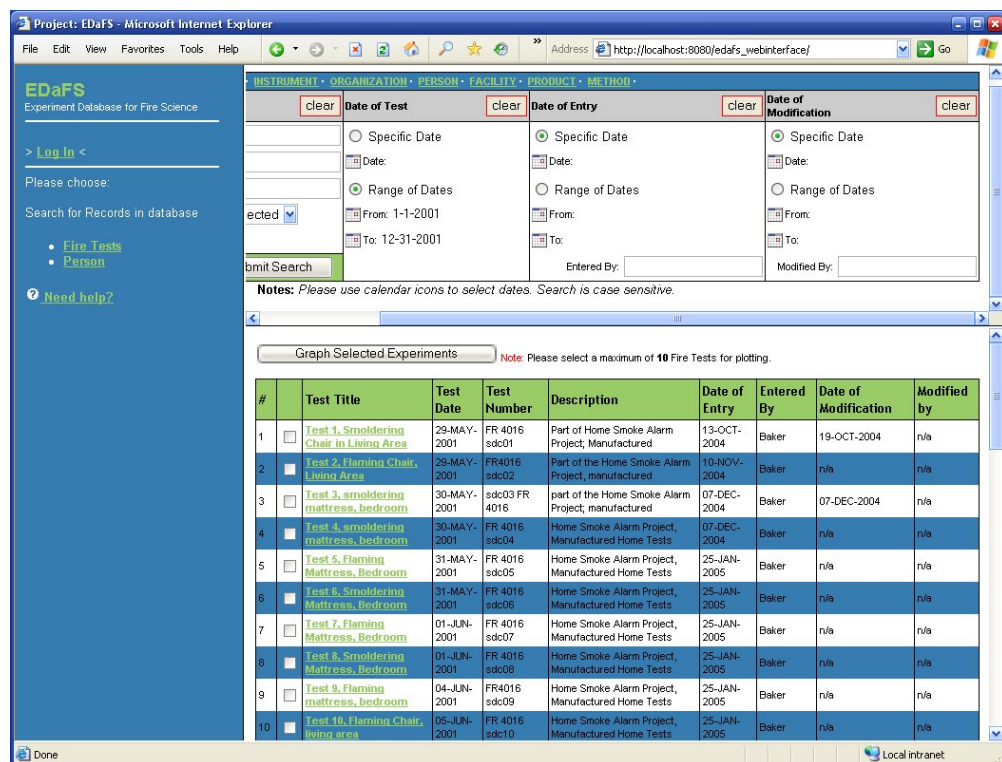 Project: EDaFS - Microsoft Internet Explorer
File Edit View Favorites Tools Help
» Address http://localhost:8080/edafs_webinterface/ Go
EDaFS
Experiment Database for Fire Science
> Log In <
Please choose:
Search for Records in database
Fire Tests
Person
Need help?
· INSTRUMENT · ORGANIZATION · PERSON · FACILITY · PRODUCT · METHOD ·
clear Date of Test clear Date of Entry clear Date of Modification clear
Specific Date Specific Date Specific Date
Date: Date: Date:
Range of Dates Range of Dates Range of Dates
ected From: 1-1-2001 From: From:
To: 12-31-2001 To: To:
bmit Search Entered By: Modified By:
Notes: Please use calendar icons to select dates. Search is case sensitive.
Graph Selected Experiments Note: Please select a maximum of 10 Fire Tests for plotting.
# Test Title Test Date Test Number Description Date of Entry Entered By Date of Modification Modified by
1 Test 1, Smoldering Chair in Living Area 29-MAY-2001 FR 4016 sdc01 Part of Home Smoke Alarm Project; Manufactured 13-OCT-2004 Baker 19-OCT-2004 n/a
2 Test 2, Flaming Chair, Living Area 29-MAY-2001 FR4016 sdc02 Part of the Home Smoke Alarm Project, manufactured 10-NOV-2004 Baker n/a n/a
3 Test 3, smoldering mattress, bedroom 30-MAY-2001 sdc03 FR 4016 part of the Home Smoke Alarm Project; manufactured 07-DEC-2004 Baker 07-DEC-2004 n/a
4 Test 4, smoldering mattress, bedroom 30-MAY-2001 FR 4016 sdc04 Home Smoke Alarm Project, Manufactured Home Tests 07-DEC-2004 Baker n/a n/a
5 Test 5, Flaming Mattress, Bedroom 31-MAY-2001 FR 4016 sdc05 Home Smoke Alarm Project, Manufactured Home Tests 25-JAN-2005 Baker n/a n/a
6 Test 6, Smoldering Mattress, Bedroom 31-MAY-2001 FR 4016 sdc06 Home Smoke Alarm Project, Manufactured Home Tests 25-JAN-2005 Baker n/a n/a
7 Test 7, Flaming Mattress, Bedroom 01-JUN-2001 FR 4016 sdc07 Home Smoke Alarm Project, Manufactured Home Tests 25-JAN-2005 Baker n/a n/a
8 Test 8, Smoldering Mattress, Bedroom 01-JUN-2001 FR 4016 sdc08 Home Smoke Alarm Project, Manufactured Home Tests 25-JAN-2005 Baker n/a n/a
9 Test 9, Flaming mattress, bedroom 04-JUN-2001 FR4016 sdc09 Home Smoke Alarm Project, Manufactured Home Tests 25-JAN-2005 Baker n/a n/a
10 Test 10, Flaming Chair, living area 05-JUN-2001 FR 4016 sdc10 Home Smoke Alarm Project, Manufactured Home Tests 25-JAN-2005 Baker n/a n/a
Done Local intranet